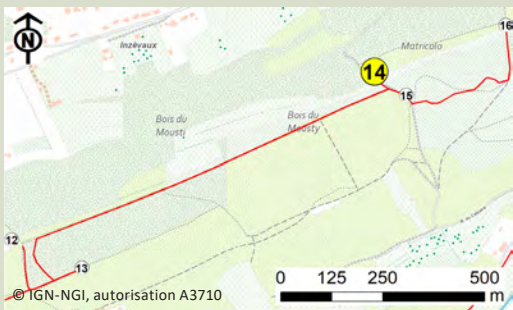 N
Inzévaux
Matricolo
16
14
15
Bois du
Mousti
Bois du
Mousty
12
13
© IGN-NGI, autorisation A3710
0 125 250 500
m